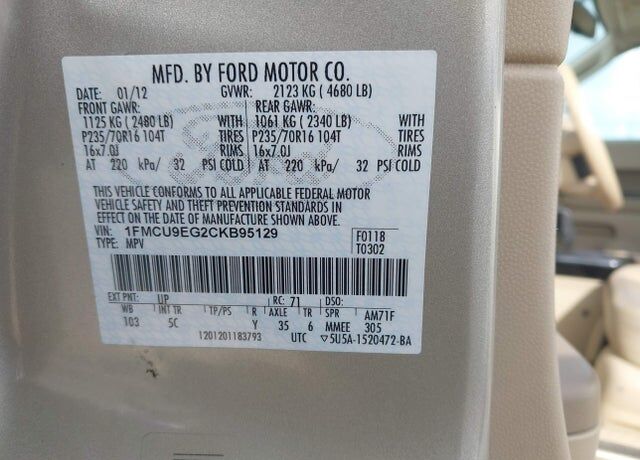 MFD. BY FORD MOTOR CO.
DATE: 01/12 GVWR: 2123 KG ( 4680 LB)
FRONT GAWR: REAR GAWR:
1125 KG ( 2480 LB) WITH 1061 KG ( 2340 LB) WITH
P235/70R16 104T TIRES P235/70R16 104T TIRES
16x7.0J RIMS 16x7.0J RIMS
AT 220 kPa/ 32 PSI COLD AT 220 kPa/ 32 PSI COLD
THIS VEHICLE CONFORMS TO ALL APPLICABLE FEDERAL MOTOR
VEHICLE SAFETY AND THEFT PREVENTION STANDARDS IN
EFFECT ON THE DATE OF MANUFACTURE SHOWN ABOVE.
VIN: 1FMCU9EG2CKB95129 F0118
TYPE: MPV T0302
EXT PNT: UP RC: 71 DSO:
WB INT TR TP/PS R AXLE TR SPR AM71F
103 5C Y 35 6 MMEE 305
1201201183793 UTC ▽5U5A-1520472-BA